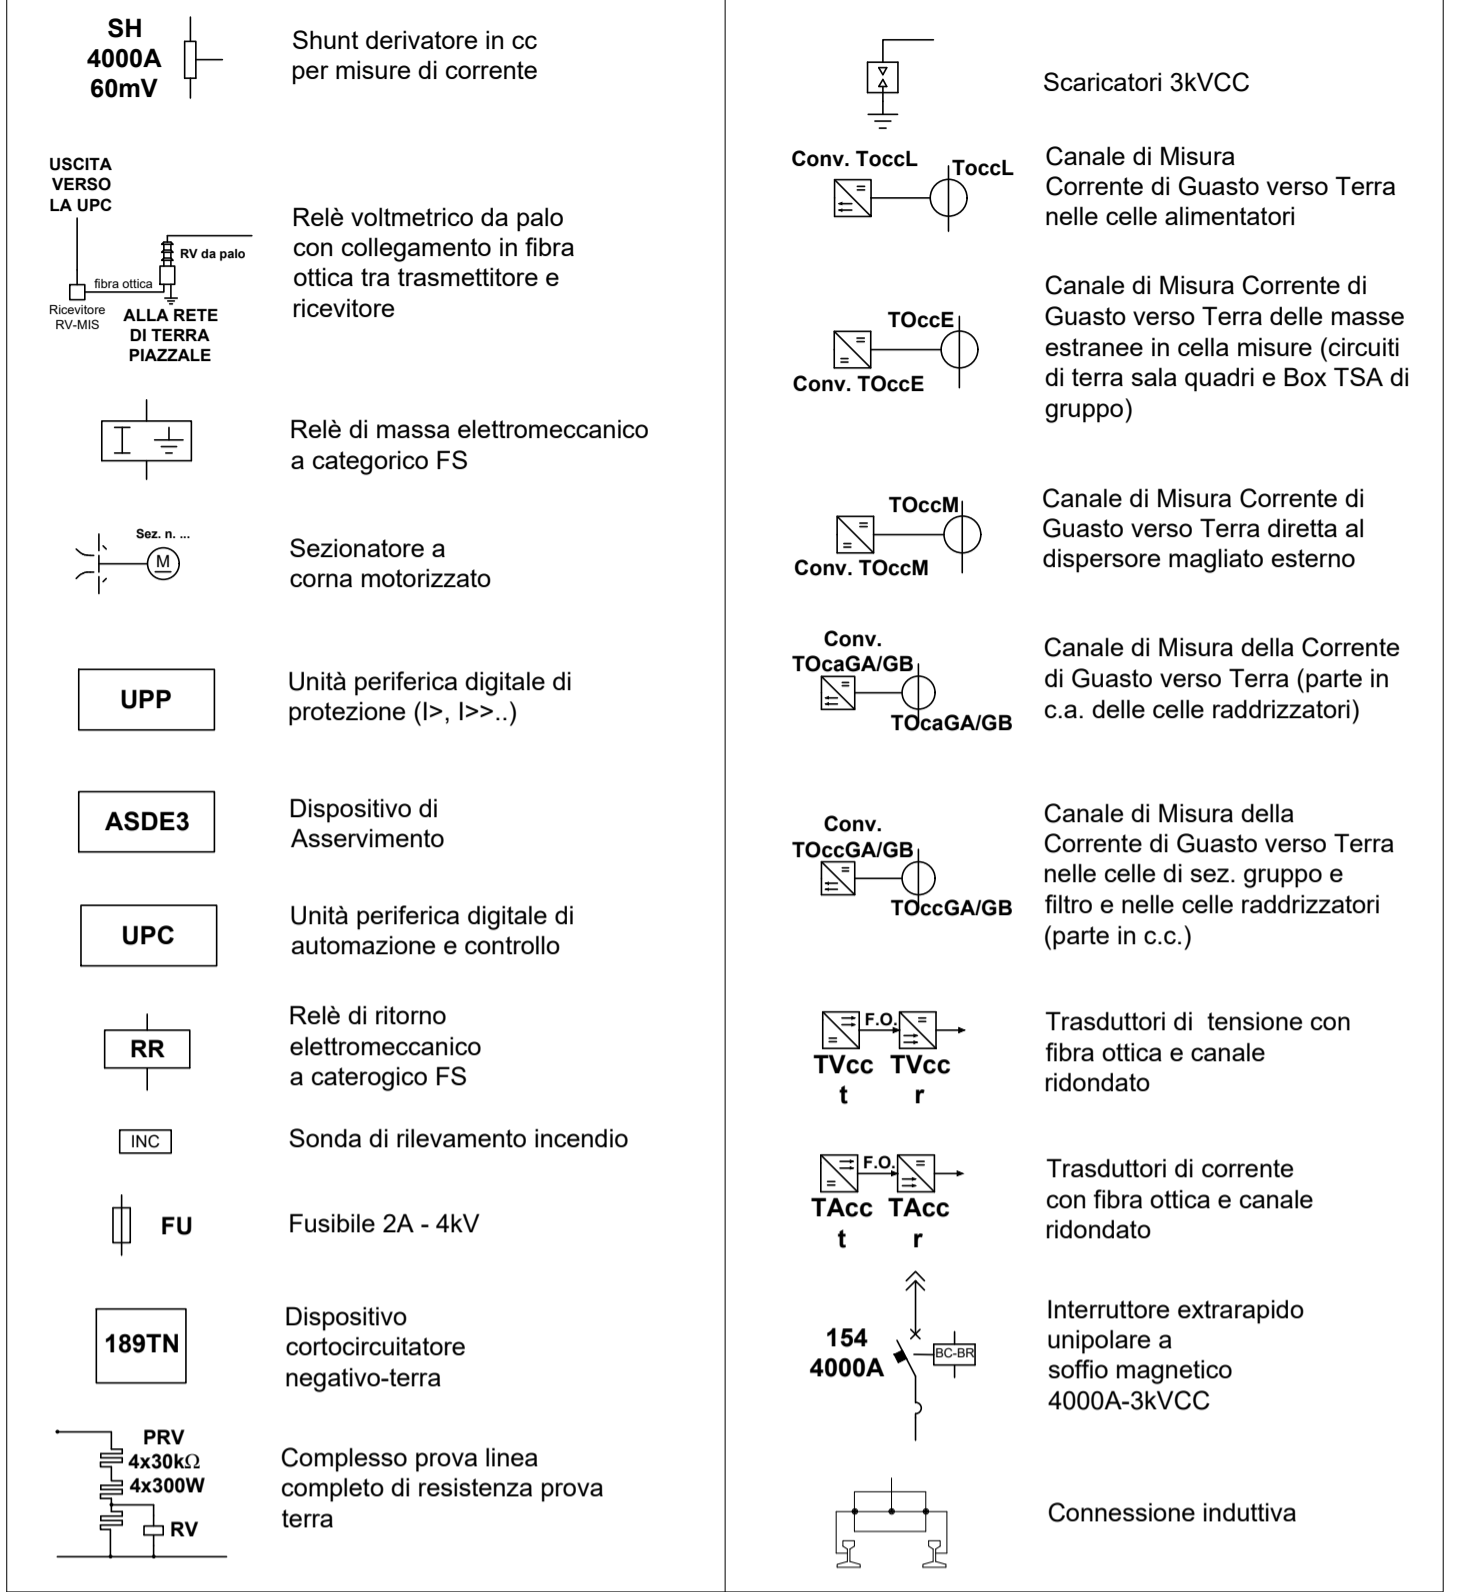 SH
4000A
60mV
Shunt derivatore in cc
per misure di corrente
USCITA
VERSO
LA UPC
RV da palo
fibra ottica
Ricevitore
RV-MIS
ALLA RETE
DI TERRA
PIAZZALE
Relè voltmetrico da palo
con collegamento in fibra
ottica tra trasmettitore e
ricevitore
Relè di massa elettromeccanico
a categorico FS
Sez. n. ...
M
Sezionatore a
corna motorizzato
UPP
Unità periferica digitale di
protezione (I>, I>>..)
ASDE3
Dispositivo di
Asservimento
UPC
Unità periferica digitale di
automazione e controllo
RR
Relè di ritorno
elettromeccanico
a caterogico FS
INC
Sonda di rilevamento incendio
FU
Fusibile 2A - 4kV
189TN
Dispositivo
cortocircuitatore
negativo-terra
PRV
4x30kΩ
4x300W
RV
Complesso prova linea
completo di resistenza prova
terra
Scaricatori 3kVCC
Conv. ToccL
ToccL
Canale di Misura
Corrente di Guasto verso Terra
nelle celle alimentatori
TOccE
Conv. TOccE
Canale di Misura Corrente di
Guasto verso Terra delle masse
estranee in cella misure (circuiti
di terra sala quadri e Box TSA di
gruppo)
TOccM
Conv. TOccM
Canale di Misura Corrente di
Guasto verso Terra diretta al
dispersore magliato esterno
Conv.
TOcaGA/GB
TOcaGA/GB
Canale di Misura della Corrente
di Guasto verso Terra (parte in
c.a. delle celle raddrizzatori)
Conv.
TOccGA/GB
TOccGA/GB
Canale di Misura della
Corrente di Guasto verso Terra
nelle celle di sez. gruppo e
filtro e nelle celle raddrizzatori
(parte in c.c.)
F.O.
TVcc TVcc
t r
Trasduttori di tensione con
fibra ottica e canale
ridondato
F.O.
TAcc TAcc
t r
Trasduttori di corrente
con fibra ottica e canale
ridondato
154
4000A
BC-BR
Interruttore extrarapido
unipolare a
soffio magnetico
4000A-3kVCC
Connessione induttiva